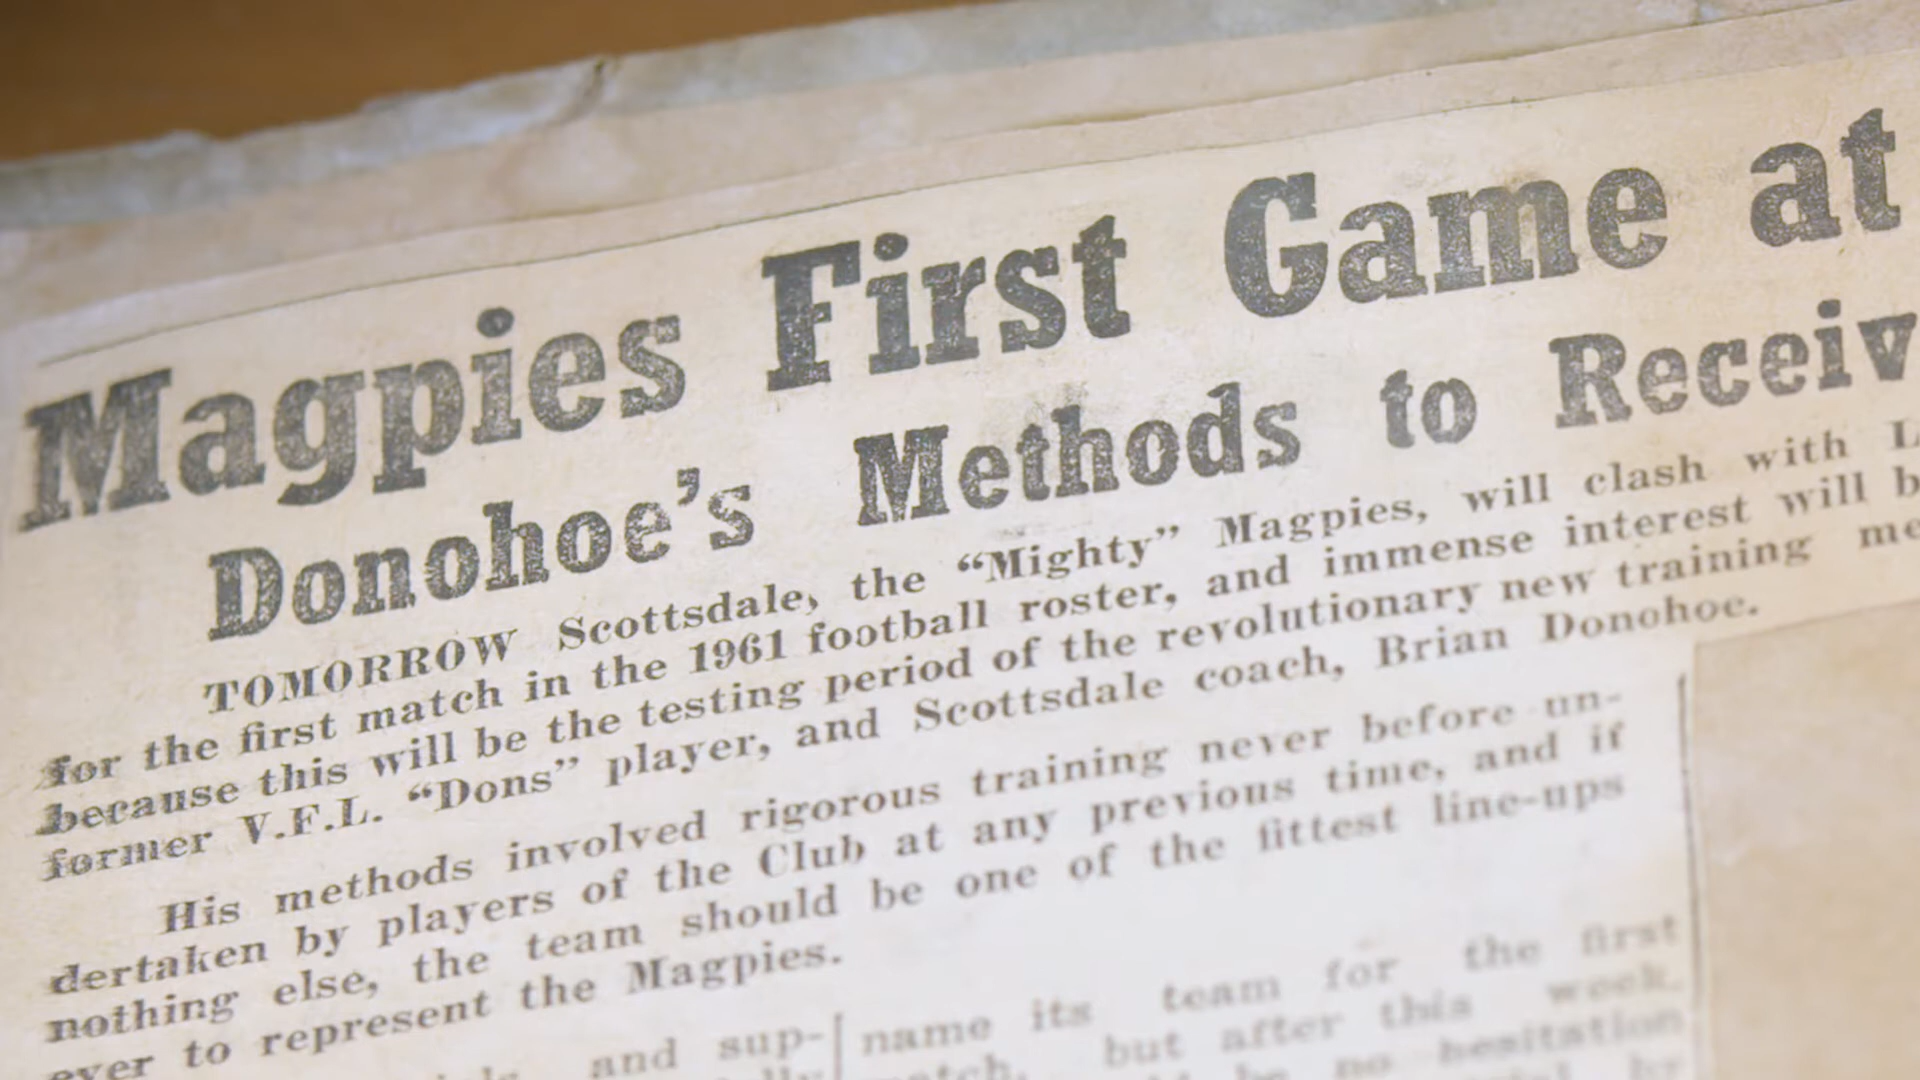 Magpies First Game at
Donohoe's Methods to Receiv
TOMORROW Scottsdale, the “Mighty” Magpies, will clash with L
for the first match in the 1961 football roster, and immense interest will b
because this will be the testing period of the revolutionary new training me
former V.F.L. “Dons” player, and Scottsdale coach, Brian Donohoe.
His methods involved rigorous training never before un-
dertaken by players of the Club at any previous time, and if
nothing else, the team should be one of the fittest line-ups
ever to represent the Magpies.
and sup-
name its team for the first
but after this week.
be no hesitation
by